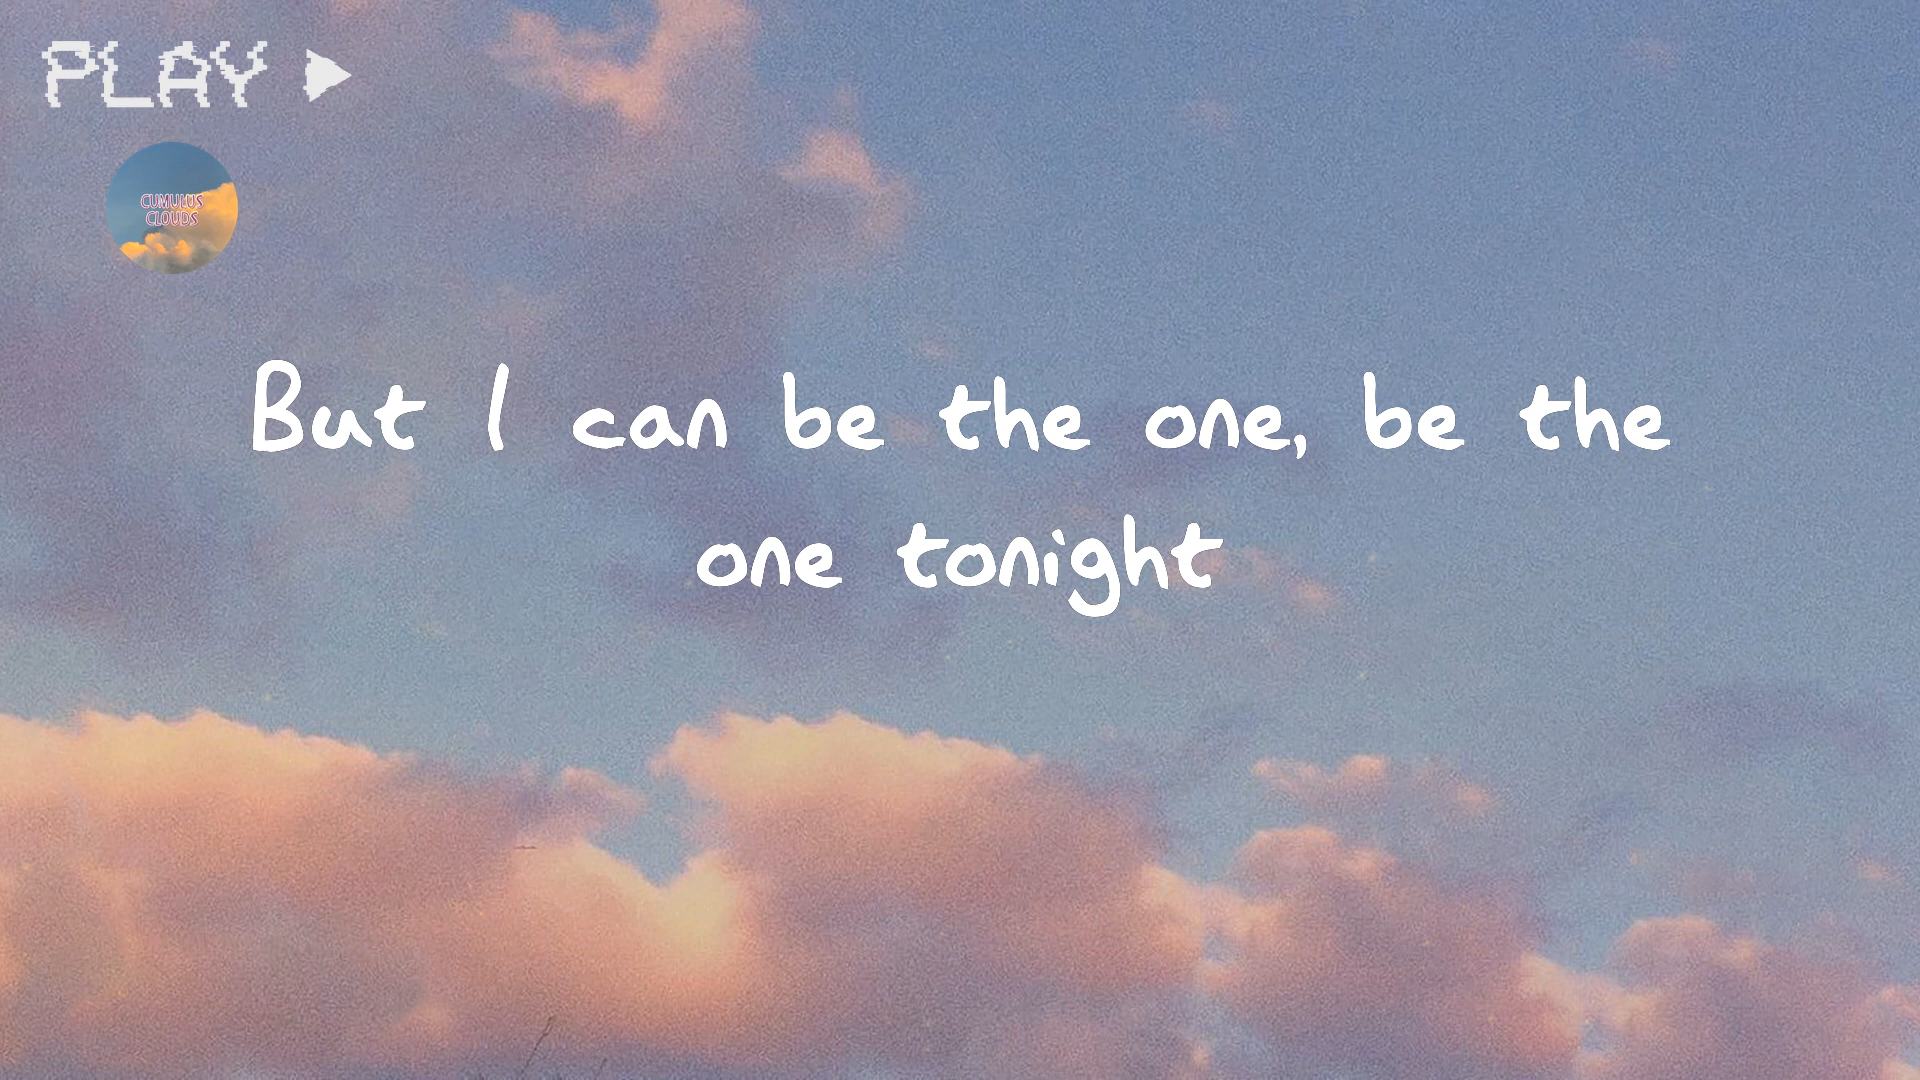 PLAY
CUMULUS
CLOUDS
But I can be the one, be the
one tonight